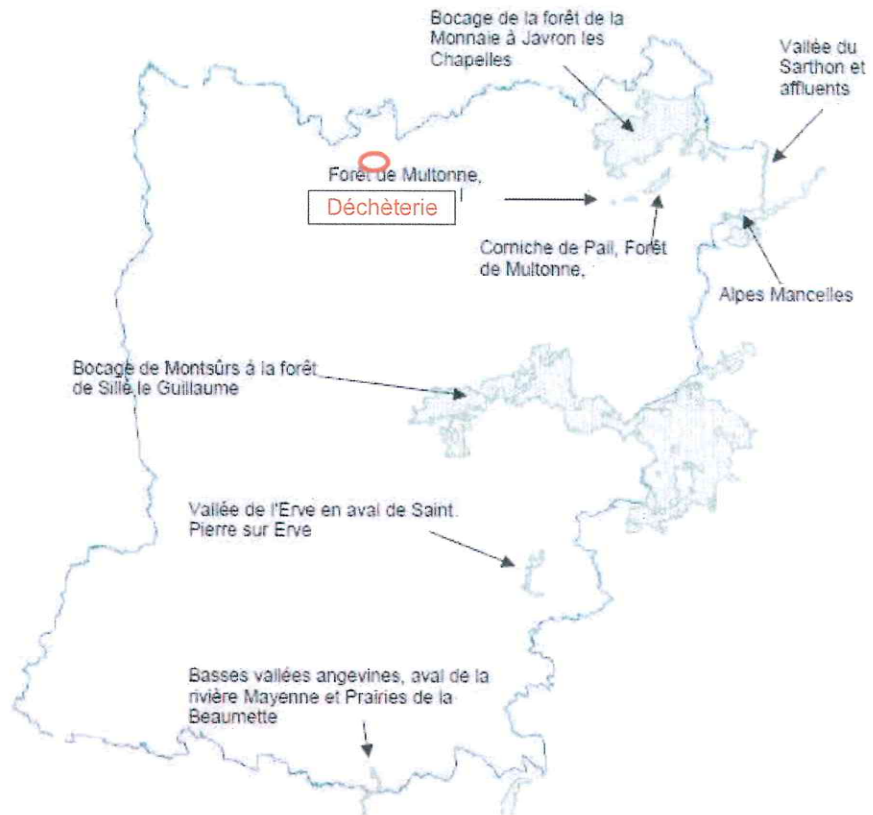 Bocage de la forêt de la
Monnaie à Javron les
Chapelles
Vallée du
Sarthon et
affluents
Forêt de Multonne,
Déchèterie
Corniche de Pail, Forêt
de Multonne,
Alpes Mancelles
Bocage de Montsûrs à la forêt
de Sillé le Guillaume
Vallée de l'Erve en aval de Saint
Pierre sur Erve
Basses vallées angevines, aval de la
rivière Mayenne et Prairies de la
Beaumette